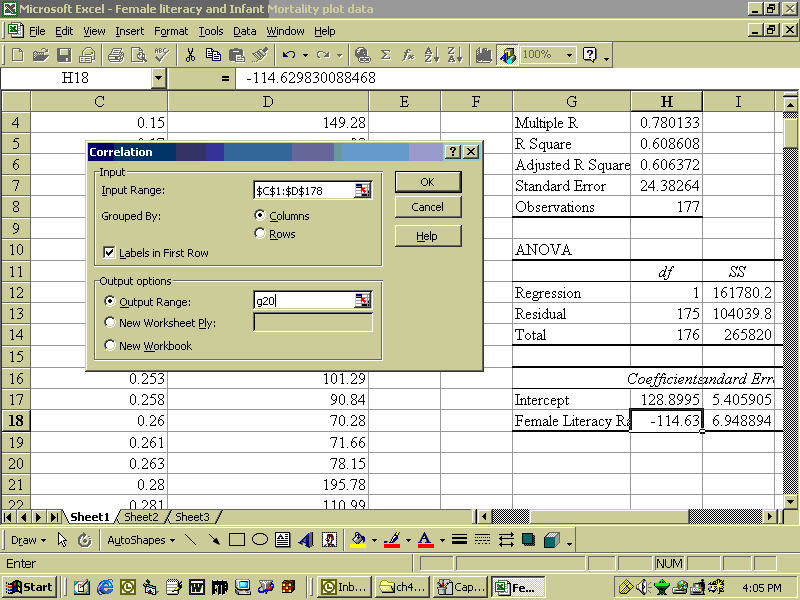 Microsoft Excel - Female literacy and Infant Mortality plot data
File Edit View Insert Format Tools Data Window Help
100%
H18 = -114.629830088468
C D E F G H I
4 0.15 149.28 Multiple R 0.780133
5 R Square 0.608608
6 Adjusted R Square 0.606372
7 Standard Error 24.38264
8 Observations 177
9
10 ANOVA
11 df SS
12 Regression 1 161780.2
13 Residual 175 104039.8
14 Total 176 265820
15
16 0.253 101.29 Coefficients andard Erro
17 0.258 90.84 Intercept 128.8995 5.405905
18 0.26 70.28 Female Literacy Ra -114.63 6.948894
19 0.261 71.66
20 0.263 78.15
21 0.28 195.78
22 0.281 110.99
Correlation
Input
Input Range: $C$1:$D$178
Grouped By: Columns
Rows
Labels in First Row
Output options
Output Range: g20
New Worksheet Ply:
New Workbook
OK
Cancel
Help
Sheet1 Sheet2 Sheet3
Draw AutoShapes
Enter NUM
Start Inb... ch4... Cap... Fe... 4:05 PM